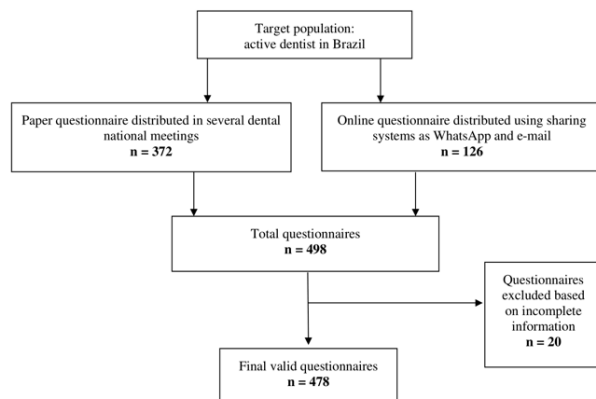 Target population:
active dentist in Brazil
Paper questionnaire distributed in several dental
national meetings
n = 372
Online questionnaire distributed using sharing
systems as WhatsApp and e-mail
n = 126
Total questionnaires
n = 498
Questionnaires
excluded based
on incomplete
information
n = 20
Final valid questionnaires
n = 478